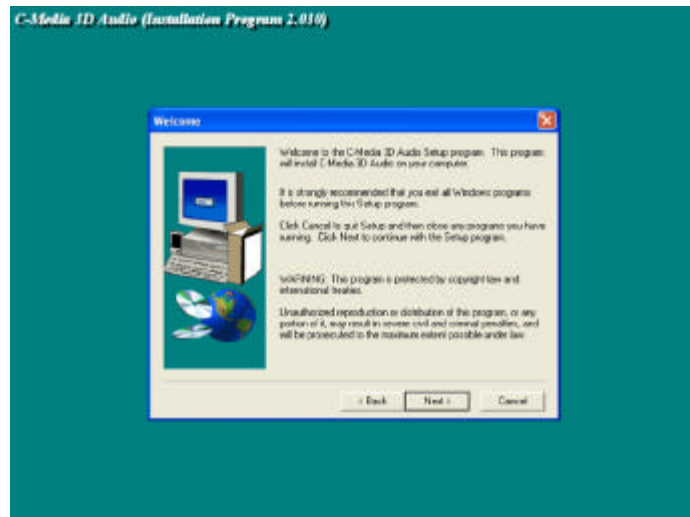 C-Media 3D Audio (Installation Program 2.030)
Welcome
Welcome to the C-Media 3D Audio Setup program. This program
will install C-Media 3D Audio on your computer.
It is strongly recommended that you exit all Windows programs
before running this Setup program.
Click Cancel to quit Setup and then close any programs you have
running. Click Next to continue with the Setup program.
WARNING: This program is protected by copyright law and
international treaties.
Unauthorized reproduction or distribution of this program, or any
portion of it, may result in severe civil and criminal penalties, and
will be prosecuted to the maximum extent possible under law.
< Back Next > Cancel